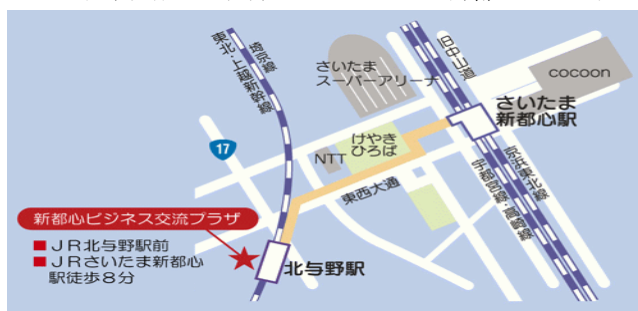 埼京線
東北・上越新幹線
さいたま
スーパーアリーナ
旧中山道
cocoon
さいたま
新都心駅
17
けやき
ひろば
NTT
東西大通
京浜東北線
宇都宮線・高崎線
新都心ビジネス交流プラザ
■ＪＲ北与野駅前
■ＪＲさいたま新都心
駅徒歩８分
北与野駅